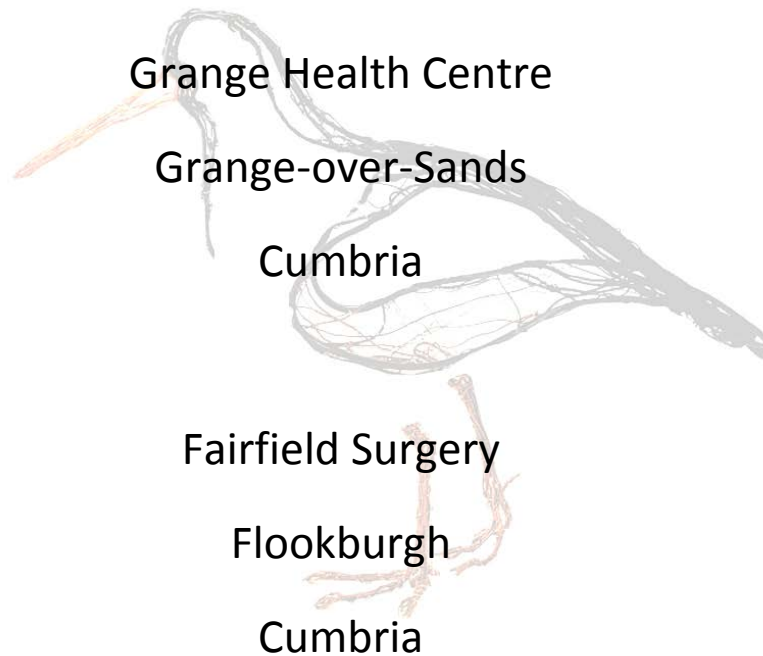 Grange Health Centre
Grange-over-Sands
Cumbria
Fairfield Surgery
Flookburgh
Cumbria